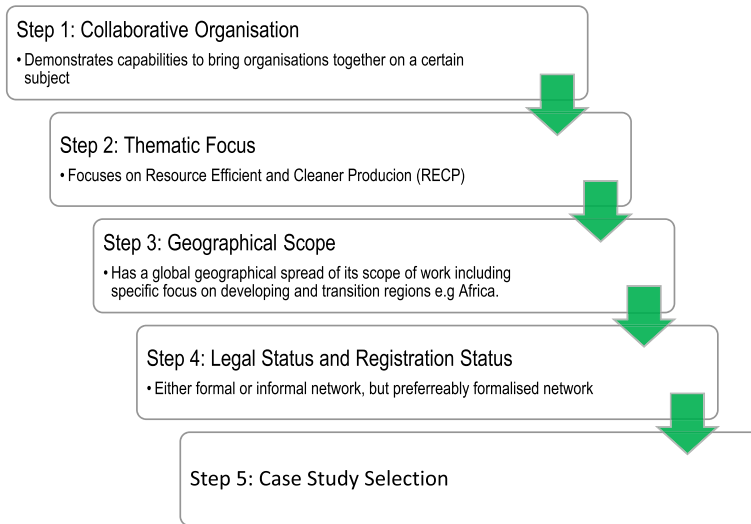 Step 1: Collaborative Organisation
• Demonstrates capabilities to bring organisations together on a certain
subject
Step 2: Thematic Focus
• Focuses on Resource Efficient and Cleaner Producion (RECP)
Step 3: Geographical Scope
• Has a global geographical spread of its scope of work including
specific focus on developing and transition regions e.g Africa.
Step 4: Legal Status and Registration Status
• Either formal or informal network, but preferreably formalised network
Step 5: Case Study Selection